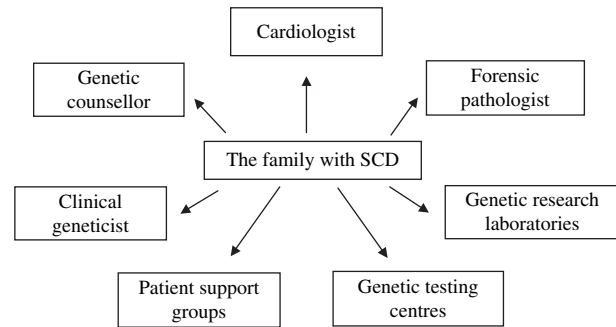 Cardiologist
Genetic
counsellor
Forensic
pathologist
The family with SCD
Clinical
geneticist
Genetic research
laboratories
Patient support
groups
Genetic testing
centres